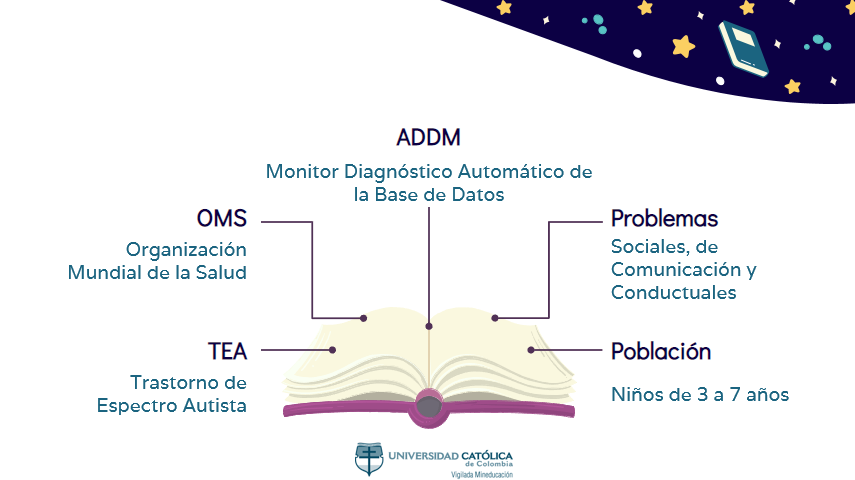 ADDM
Monitor Diagnóstico Automático de
la Base de Datos
OMS
Organización
Mundial de la Salud
Problemas
Sociales, de
Comunicación y
Conductuales
TEA
Trastorno de
Espectro Autista
Población
Niños de 3 a 7 años
UNIVERSIDAD CATÓLICA
de Colombia
Vigilada Mineducación